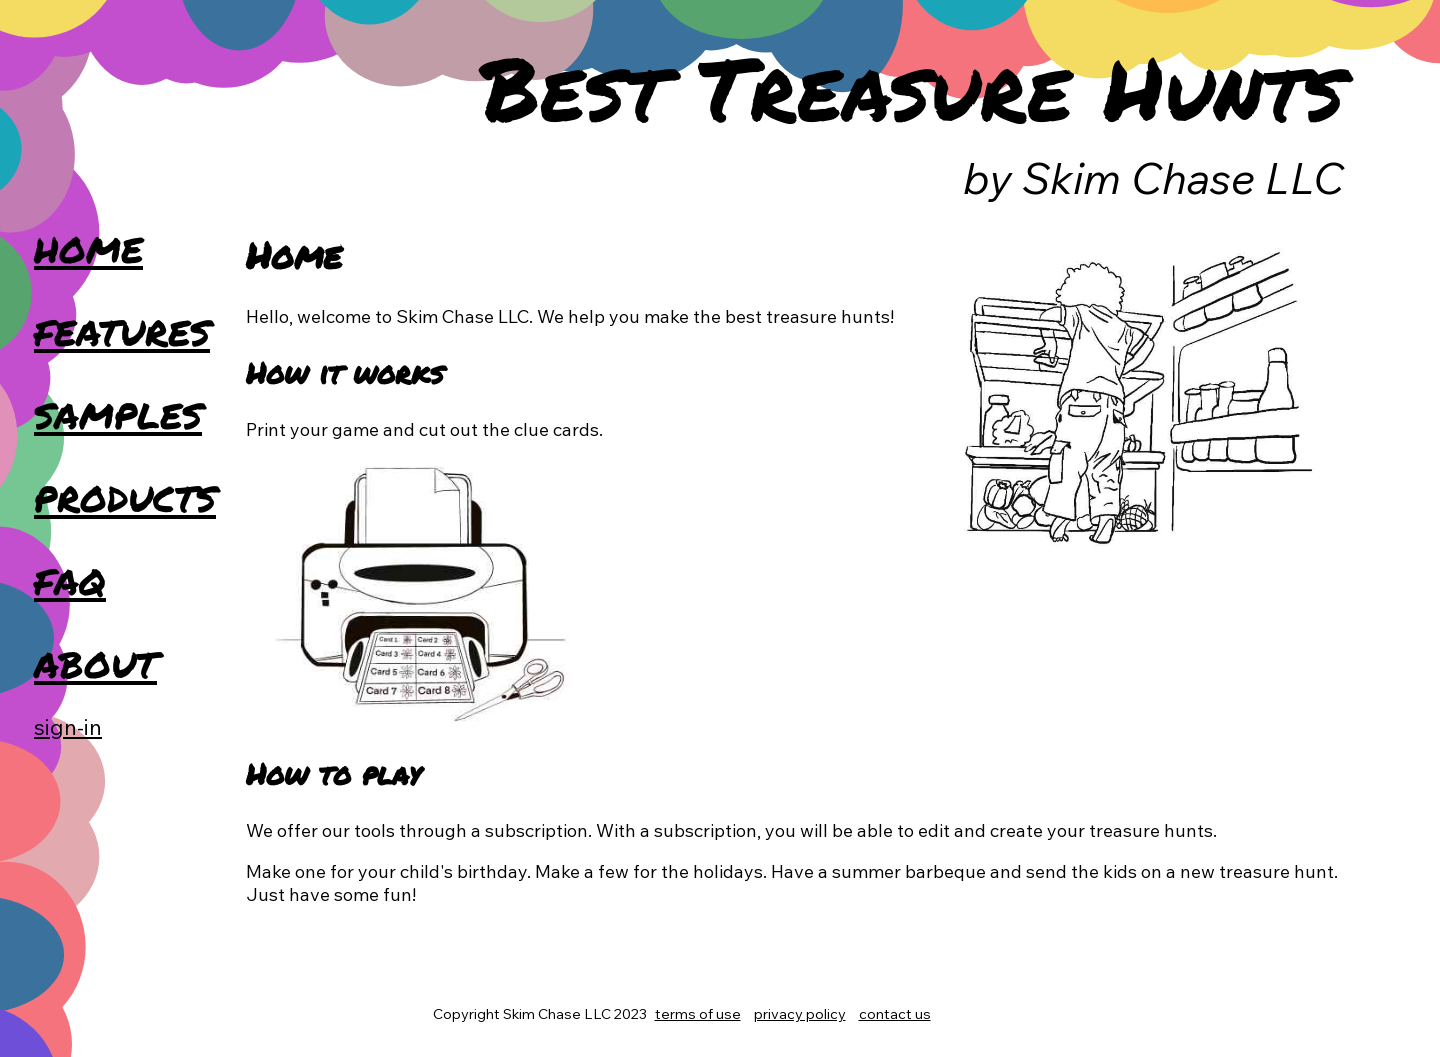 Best Treasure Hunts
by Skim Chase LLC
HOME
FEATURES
SAMPLES
PRODUCTS
FAQ
ABOUT
sign-in
Home
Hello, welcome to Skim Chase LLC. We help you make the best treasure hunts!
How it works
Print your game and cut out the clue cards.
Card 1 Card 2
Card 3 Card 4
Card 5 Card 6
Card 7 Card 8
How to play
We offer our tools through a subscription. With a subscription, you will be able to edit and create your treasure hunts.
Make one for your child's birthday. Make a few for the holidays. Have a summer barbeque and send the kids on a new treasure hunt.
Just have some fun!
Copyright Skim Chase LLC 2023 terms of use privacy policy contact us